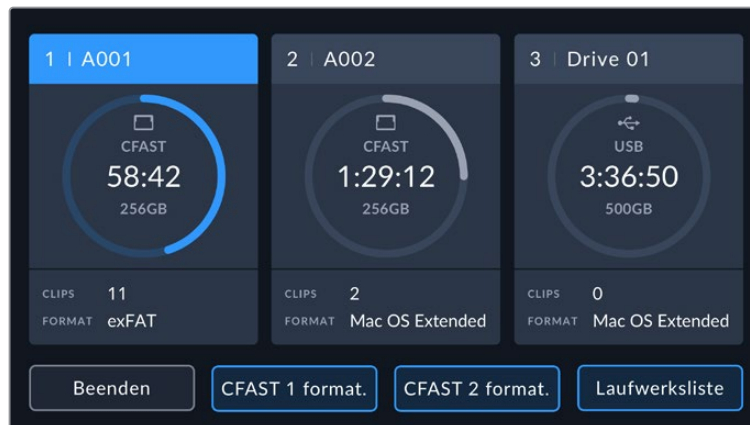 1 | A001
CFAST
58:42
256GB
CLIPS 11
FORMAT exFAT
2 | A002
CFAST
1:29:12
256GB
CLIPS 2
FORMAT Mac OS Extended
3 | Drive 01
USB
3:36:50
500GB
CLIPS 0
FORMAT Mac OS Extended
Beenden
CFAST 1 format.
CFAST 2 format.
Laufwerksliste